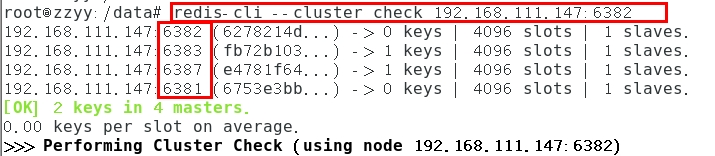 root@zzyy:/data# redis-cli --cluster check 192.168.111.147:6382
192.168.111.147:6382 (6278214d...) -> 0 keys | 4096 slots | 1 slaves.
192.168.111.147:6383 (fb72b103...) -> 1 keys | 4096 slots | 1 slaves.
192.168.111.147:6387 (e4781f64...) -> 1 keys | 4096 slots | 1 slaves.
192.168.111.147:6381 (6753e3bb...) -> 0 keys | 4096 slots | 1 slaves.
[OK] 2 keys in 4 masters.
0.00 keys per slot on average.
>>> Performing Cluster Check (using node 192.168.111.147:6382)